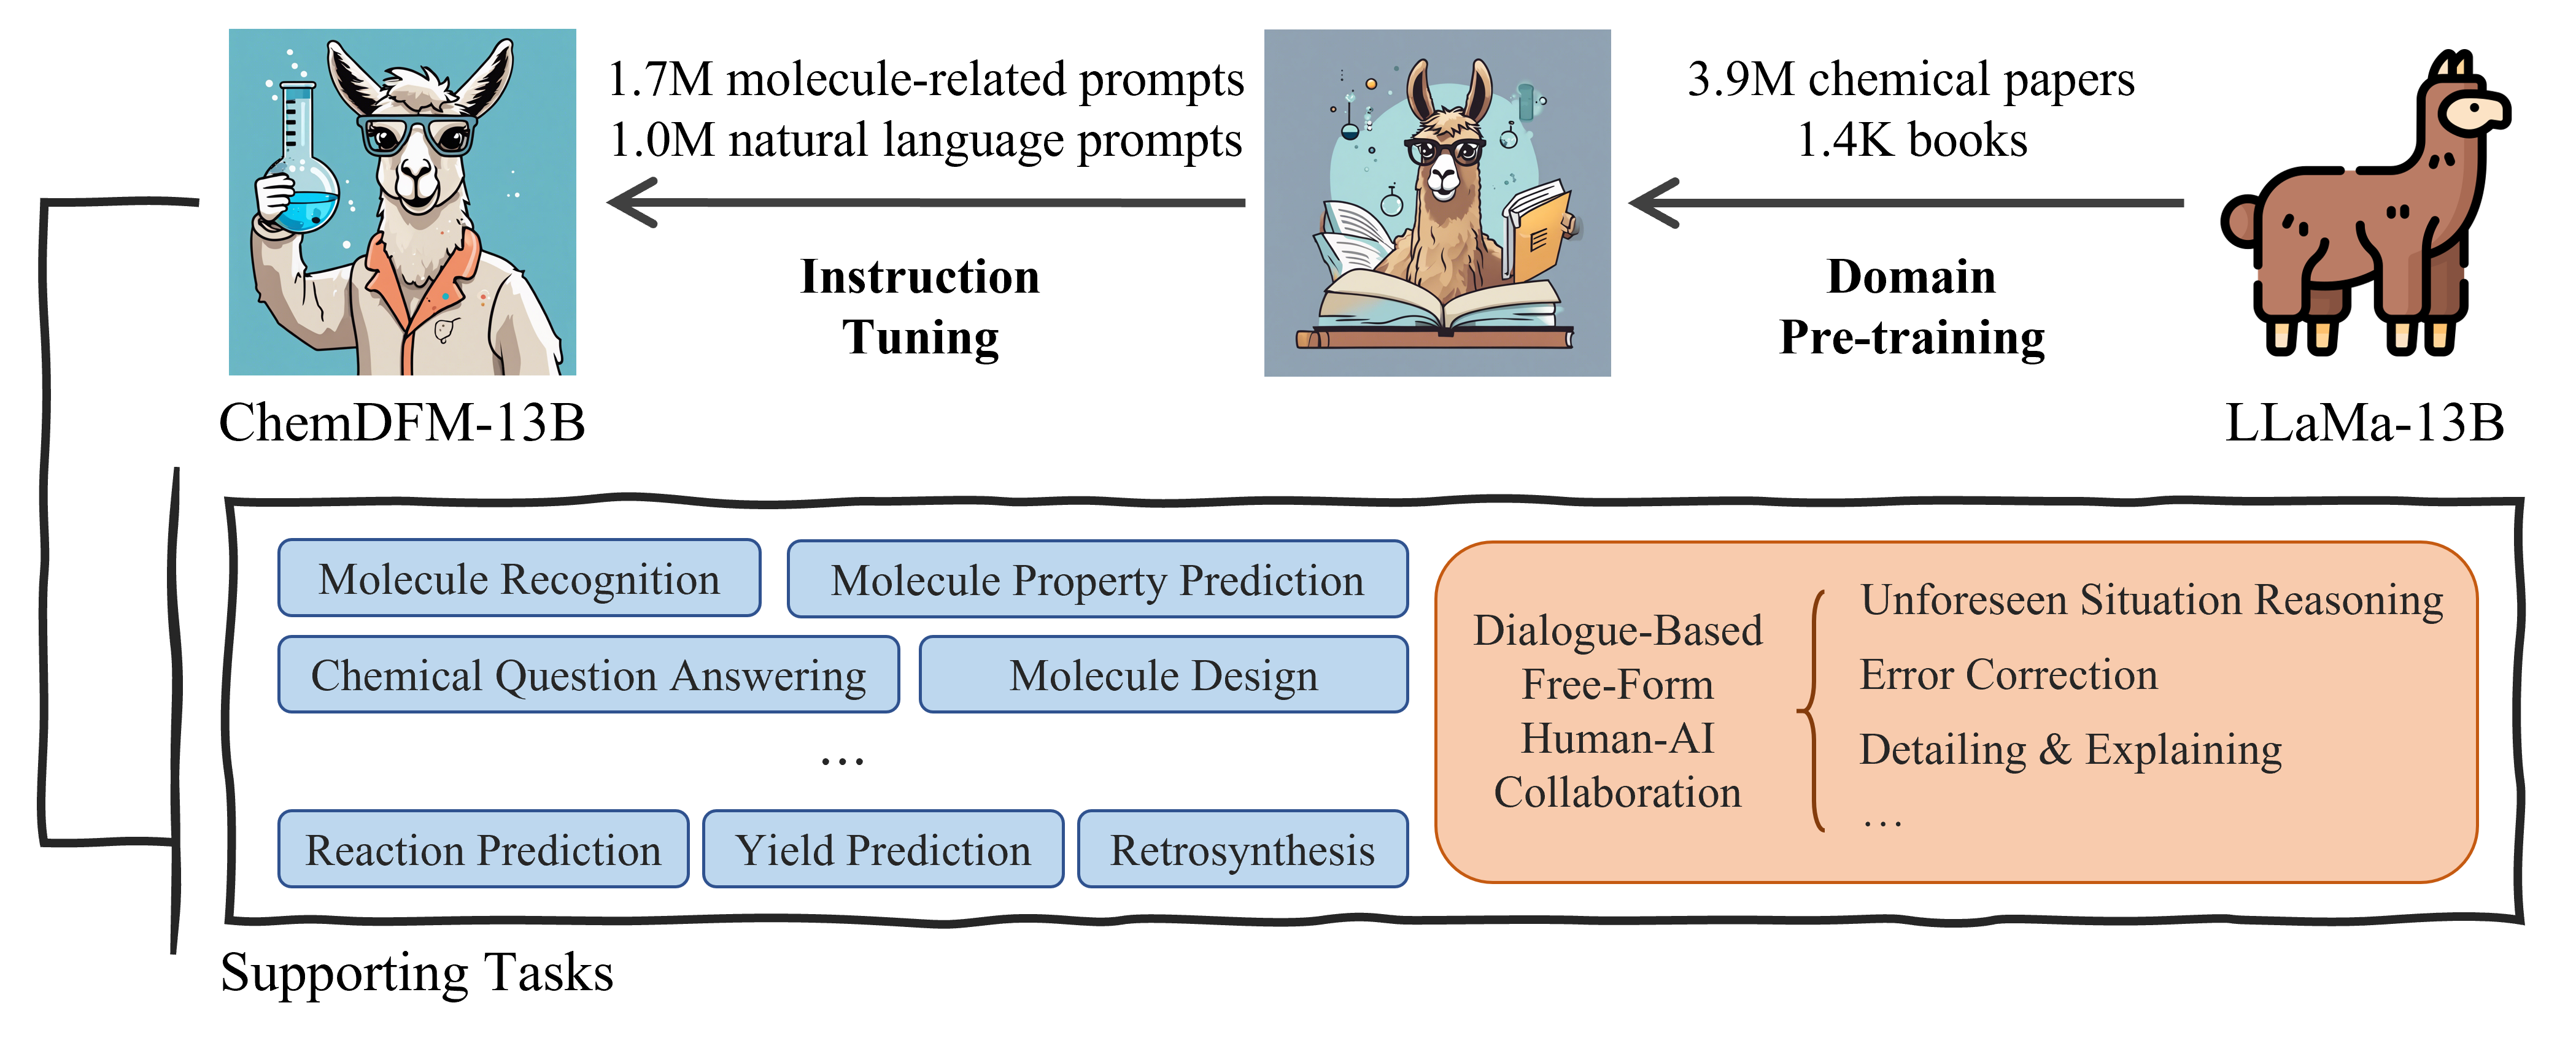 1.7M molecule-related prompts
1.0M natural language prompts
Instruction
Tuning
3.9M chemical papers
1.4K books
Domain
Pre-training
ChemDFM-13B
LLaMa-13B
Molecule Recognition
Molecule Property Prediction
Chemical Question Answering
Molecule Design
...
Reaction Prediction
Yield Prediction
Retrosynthesis
Dialogue-Based
Free-Form
Human-AI
Collaboration
Unforeseen Situation Reasoning
Error Correction
Detailing & Explaining
...
Supporting Tasks